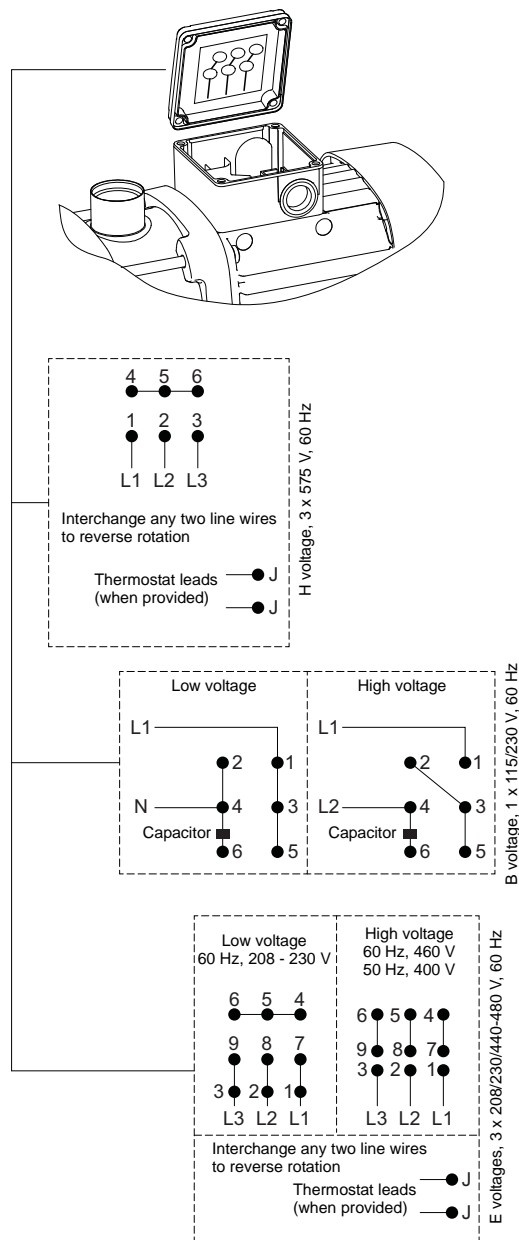 4 5 6
1 2 3
L1 L2 L3
Interchange any two line wires
to reverse rotation
Thermostat leads
(when provided)
J
J
H voltage, 3 x 575 V, 60 Hz
Low voltage
L1
2 1
N 4 3
Capacitor
6 5
High voltage
L1
2 1
L2 4 3
Capacitor
6 5
B voltage, 1 x 115/230 V, 60 Hz
Low voltage
60 Hz, 208 - 230 V
6 5 4
9 8 7
3 2 1
L3 L2 L1
High voltage
60 Hz, 460 V
50 Hz, 400 V
6 5 4
9 8 7
3 2 1
L3 L2 L1
Interchange any two line wires
to reverse rotation
Thermostat leads
(when provided)
J
J
E voltages, 3 x 208/230/440-480 V, 60 Hz